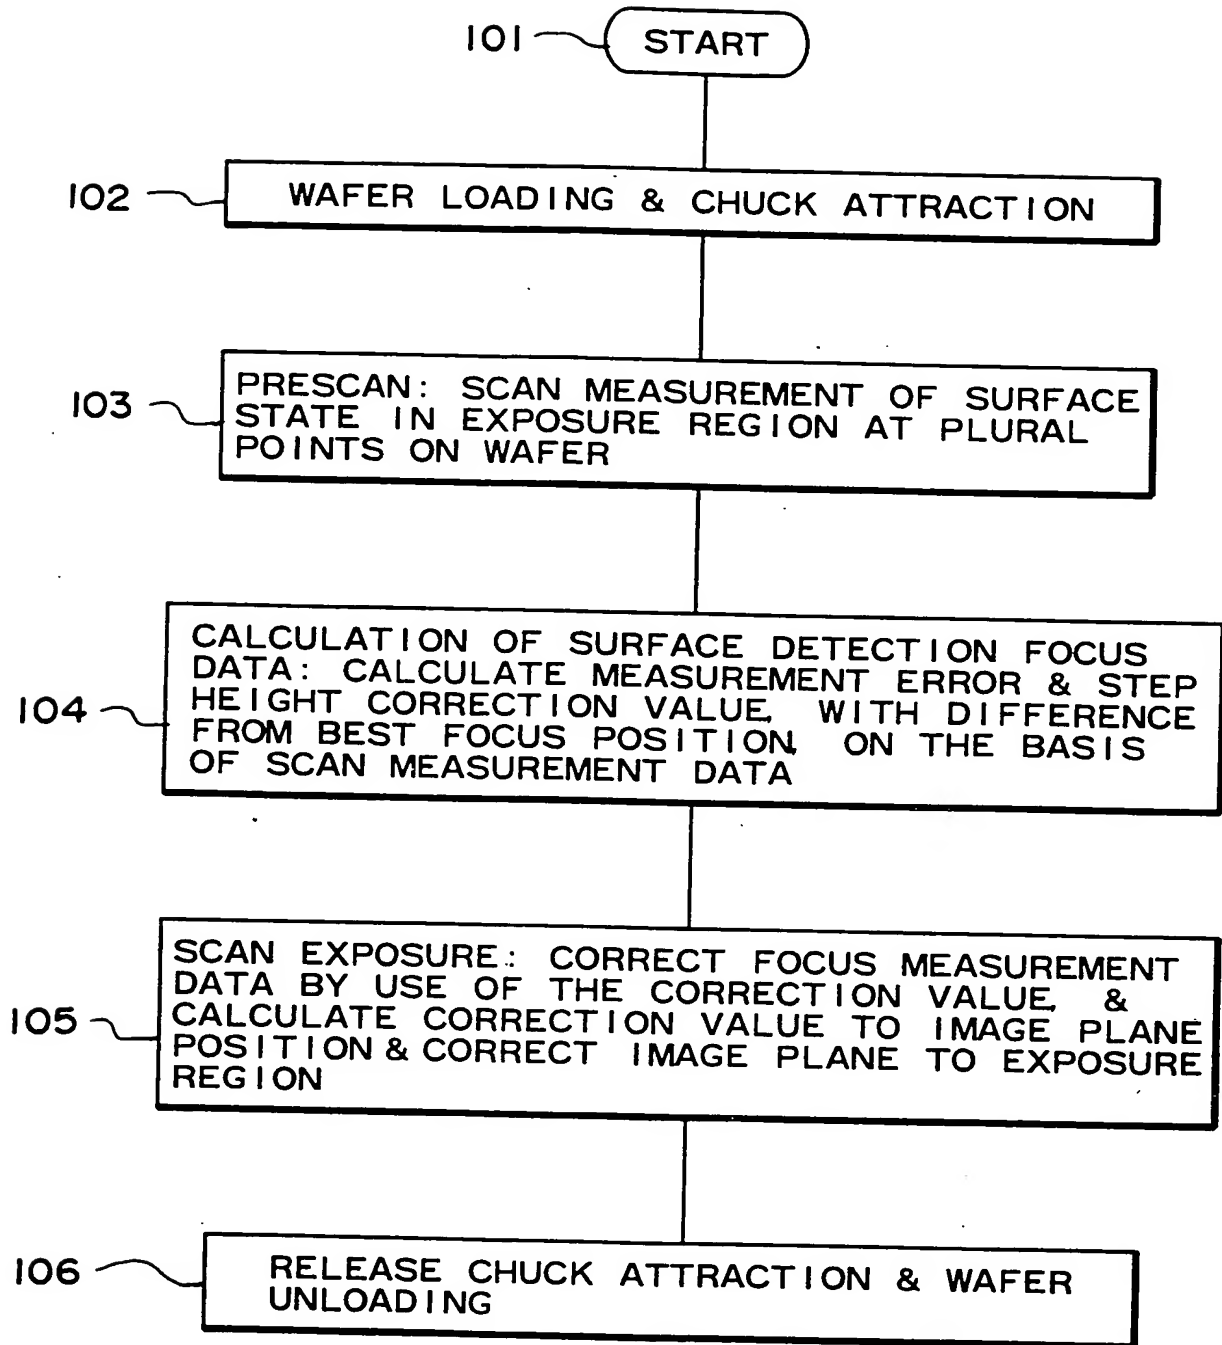 101
START
102
WAFER LOADING & CHUCK ATTRACTION
103
PRESCAN: SCAN MEASUREMENT OF SURFACE
STATE IN EXPOSURE REGION AT PLURAL
POINTS ON WAFER
104
CALCULATION OF SURFACE DETECTION FOCUS
DATA: CALCULATE MEASUREMENT ERROR & STEP
HEIGHT CORRECTION VALUE, WITH DIFFERENCE
FROM BEST FOCUS POSITION, ON THE BASIS
OF SCAN MEASUREMENT DATA
105
SCAN EXPOSURE: CORRECT FOCUS MEASUREMENT
DATA BY USE OF THE CORRECTION VALUE, &
CALCULATE CORRECTION VALUE TO IMAGE PLANE
POSITION & CORRECT IMAGE PLANE TO EXPOSURE
REGION
106
RELEASE CHUCK ATTRACTION & WAFER
UNLOADING